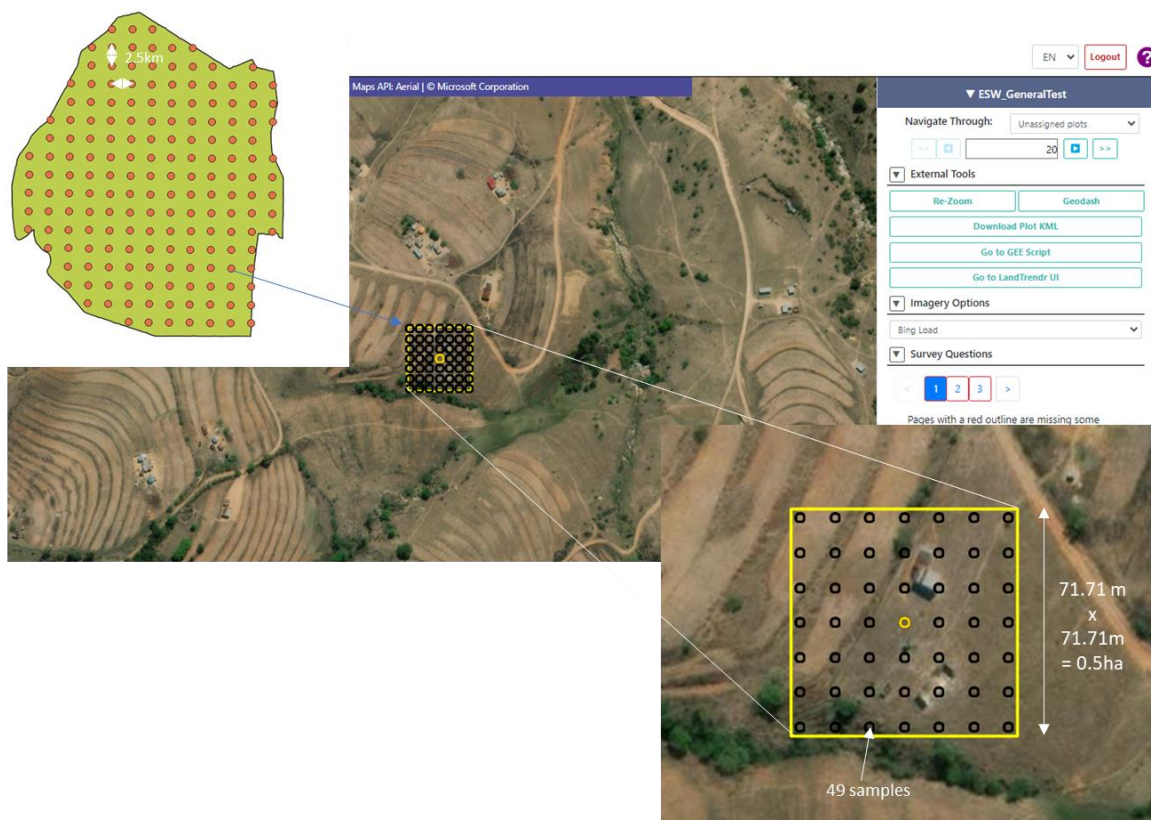 2.5km
Maps API: Aerial | © Microsoft Corporation
EN
Logout
?
▼ ESW_GeneralTest
Navigate Through:
Unassigned plots
<<
20
>>
External Tools
Re-Zoom
Geodash
Download Plot KML
Go to GEE Script
Go to LandTrendr UI
Imagery Options
Bing Load
Survey Questions
<
1
2
3
>
Pages with a red outline are missing some
71.71 m
x
71.71m
= 0.5ha
49 samples